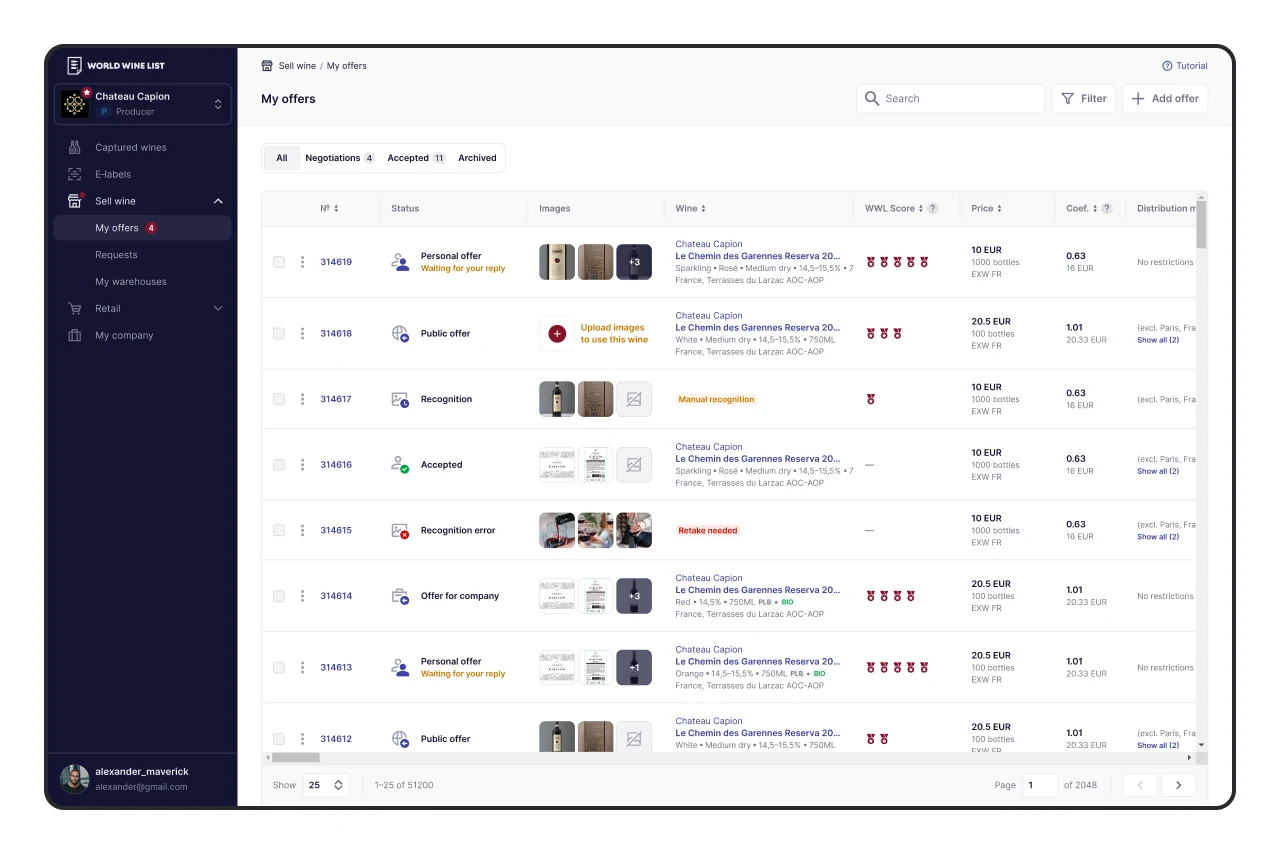 WORLD WINE LIST
Chateau Capion
P Producer
Captured wines
E-labels
Sell wine
My offers 4
Requests
My warehouses
Retail
My company
alexander_maverick
alexander@gmail.com
Sell wine / My offers
Tutorial
My offers
Search
Filter
Add offer
All Negotiations 4 Accepted 11 Archived
№ Status Images Wine WWL Score ? Price Coef. ? Distribution m
314619
Personal offer
Waiting for your reply
+3
Chateau Capion
Le Chemin des Garennes Reserva 20...
Sparkling • Rosé • Medium dry • 14,5–15,5% • 7
France, Terrasses du Larzac AOC-AOP
10 EUR
1000 bottles
EXW FR
0.63
16 EUR
No restrictions
314618
Public offer
Upload images
to use this wine
Chateau Capion
Le Chemin des Garennes Reserva 20...
White • Medium dry • 14,5–15,5% • 750ML
France, Terrasses du Larzac AOC-AOP
20.5 EUR
100 bottles
EXW FR
1.01
20.33 EUR
(excl. Paris, Fra
Show all (2)
314617
Recognition
Manual recognition
10 EUR
1000 bottles
EXW FR
0.63
16 EUR
(excl. Paris, Fra
314616
Accepted
Chateau Capion
Le Chemin des Garennes Reserva 20...
Sparkling • Rosé • Medium dry • 14,5–15,5% • 7
France, Terrasses du Larzac AOC-AOP
—
10 EUR
1000 bottles
EXW FR
0.63
16 EUR
(excl. Paris, Fra
Show all (2)
314615
Recognition error
Retake needed
—
10 EUR
1000 bottles
EXW FR
0.63
16 EUR
(excl. Paris, Fra
Show all (2)
314614
Offer for company
+3
Chateau Capion
Le Chemin des Garennes Reserva 20...
Red • 14,5% • 750ML PLB • BIO
France, Terrasses du Larzac AOC-AOP
20.5 EUR
100 bottles
EXW FR
1.01
20.33 EUR
No restrictions
314613
Personal offer
Waiting for your reply
+1
Chateau Capion
Le Chemin des Garennes Reserva 20...
Orange • 14,5–15,5% • 750ML PLB • BIO
France, Terrasses du Larzac AOC-AOP
20.5 EUR
100 bottles
EXW FR
1.01
20.33 EUR
No restrictions
314612
Public offer
Chateau Capion
Le Chemin des Garennes Reserva 20...
White • Medium dry • 14,5–15,5% • 750ML
20.5 EUR
100 bottles
EXW FR
1.01
20.33 EUR
(excl. Paris, Fra
Show all (2)
Show 25 1–25 of 51200
Page 1 of 2048